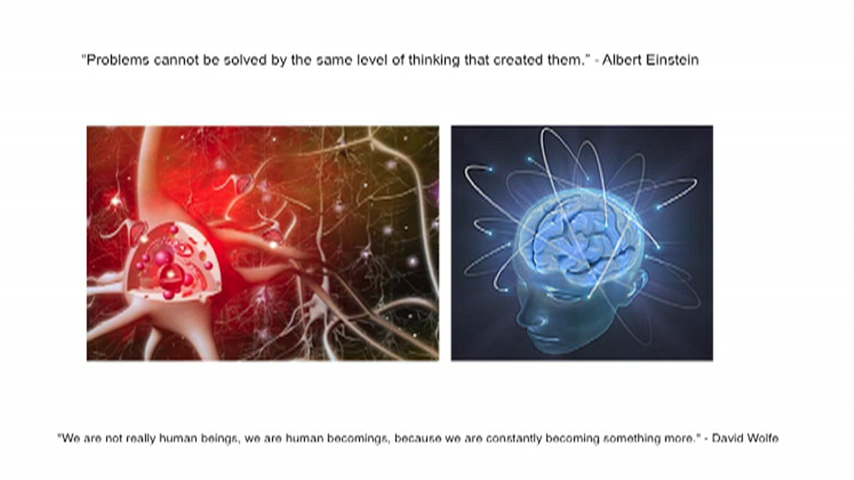 "Problems cannot be solved by the same level of thinking that created them." - Albert Einstein
"We are not really human beings, we are human becomings, because we are constantly becoming something more." - David Wolfe